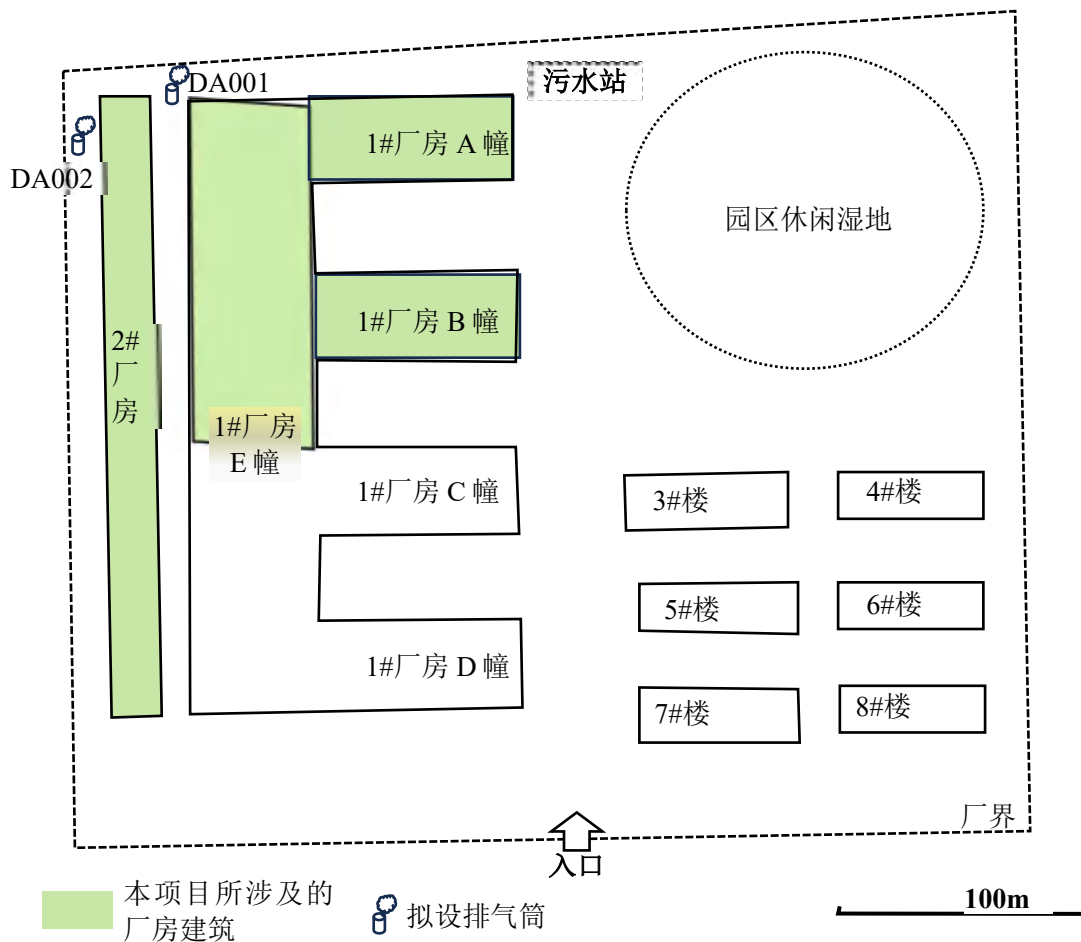 DA001
污水站
1#厂房 A 幢
DA002
园区休闲湿地
1#厂房 B 幢
2#
厂
房
1#厂房
E 幢
1#厂房 C 幢
3#楼
4#楼
5#楼
6#楼
1#厂房 D 幢
7#楼
8#楼
厂界
入口
本项目所涉及的
厂房建筑
拟设排气筒
100m